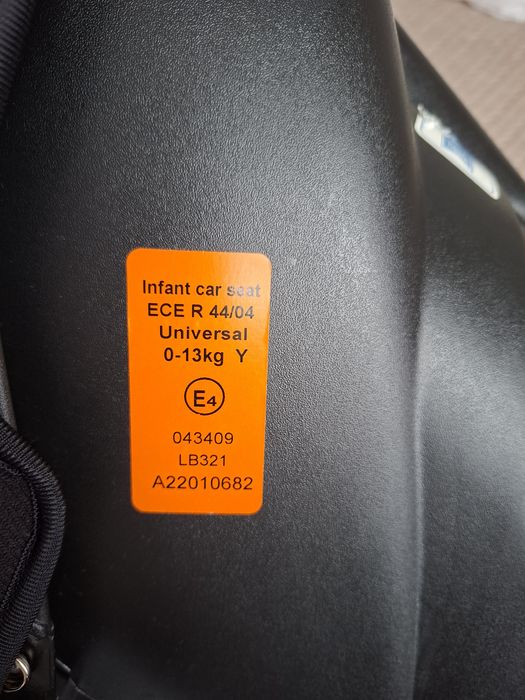 Infant car seat
ECE R 44/04
Universal
0-13kg Y
E4
043409
LB321
A22010682